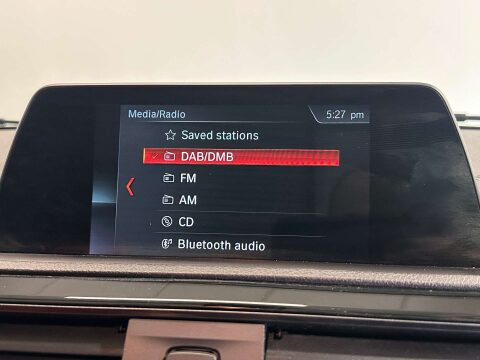 Media/Radio
5:27 pm
Saved stations
DAB/DMB
FM
AM
CD
Bluetooth audio